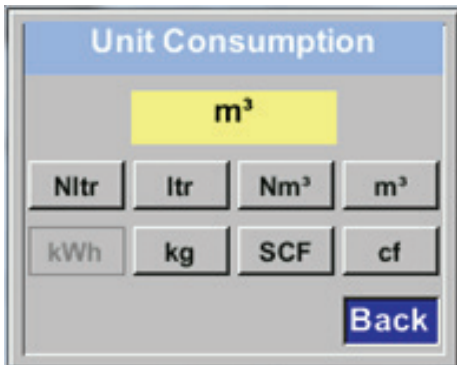 Unit Consumption
m³
Nltr ltr Nm³ m³
kWh kg SCF cf
Back